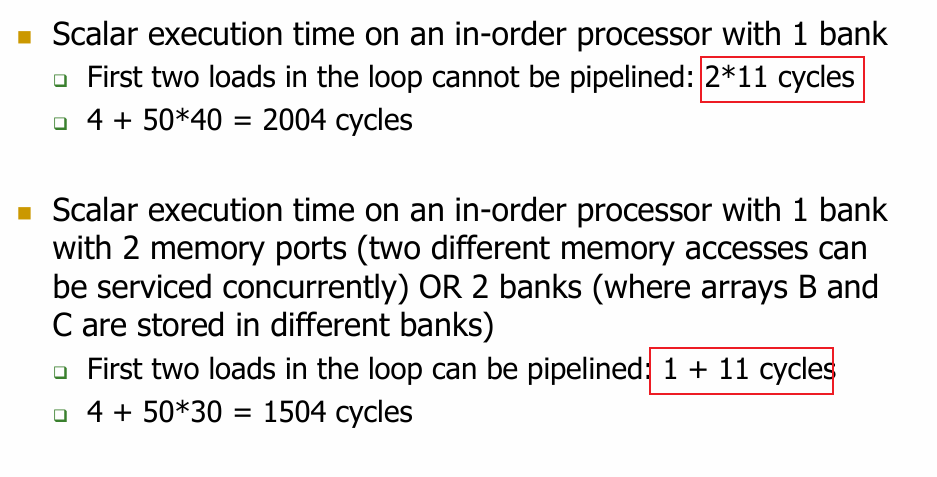 Scalar execution time on an in-order processor with 1 bank
First two loads in the loop cannot be pipelined: 2*11 cycles
4 + 50*40 = 2004 cycles
Scalar execution time on an in-order processor with 1 bank
with 2 memory ports (two different memory accesses can
be serviced concurrently) OR 2 banks (where arrays B and
C are stored in different banks)
First two loads in the loop can be pipelined: 1 + 11 cycles
4 + 50*30 = 1504 cycles